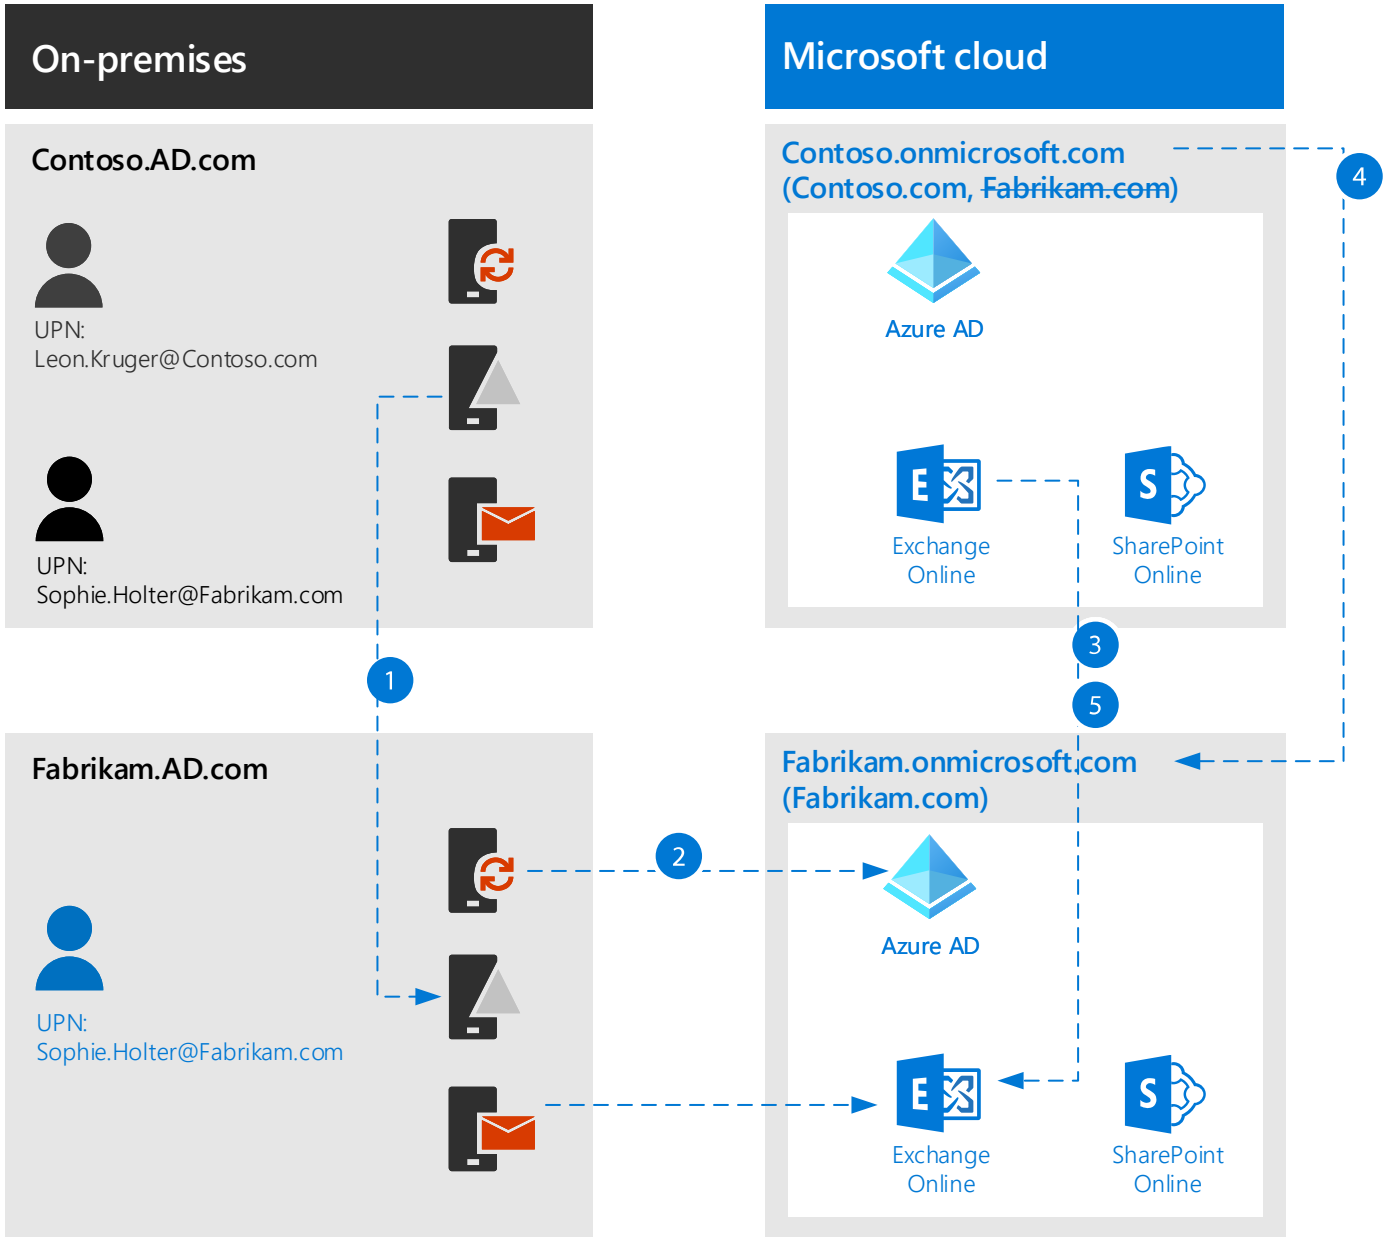 On-premises
Microsoft cloud
Contoso.AD.com
UPN:
Leon.Kruger@Contoso.com
UPN:
Sophie.Holter@Fabrikam.com
Contoso.onmicrosoft.com
(Contoso.com, Fabrikam.com)
4
Azure AD
E
Exchange
Online
S
SharePoint
Online
1
3
5
Fabrikam.AD.com
UPN:
Sophie.Holter@Fabrikam.com
2
Fabrikam.onmicrosoft.com
(Fabrikam.com)
Azure AD
E
Exchange
Online
S
SharePoint
Online